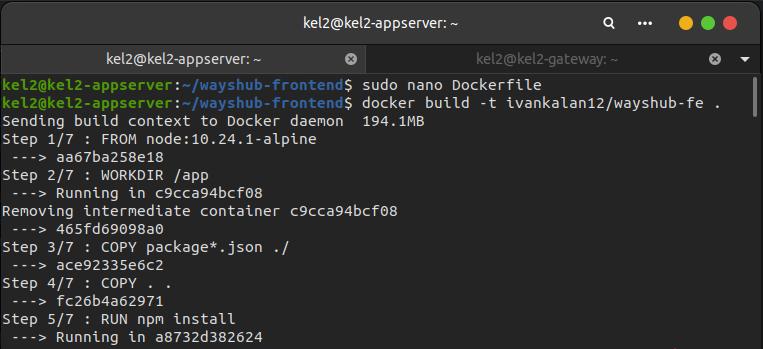 kel2@kel2-appserver: ~
kel2@kel2-appserver: ~
kel2@kel2-gateway: ~
kel2@kel2-appserver:~/wayshub-frontend$ sudo nano Dockerfile
kel2@kel2-appserver:~/wayshub-frontend$ docker build -t ivankalan12/wayshub-fe .
Sending build context to Docker daemon  194.1MB
Step 1/7 : FROM node:10.24.1-alpine
 ---> aa67ba258e18
Step 2/7 : WORKDIR /app
 ---> Running in c9cca94bcf08
Removing intermediate container c9cca94bcf08
 ---> 465fd69098a0
Step 3/7 : COPY package*.json ./
 ---> ace92335e6c2
Step 4/7 : COPY . .
 ---> fc26b4a62971
Step 5/7 : RUN npm install
 ---> Running in a8732d382624